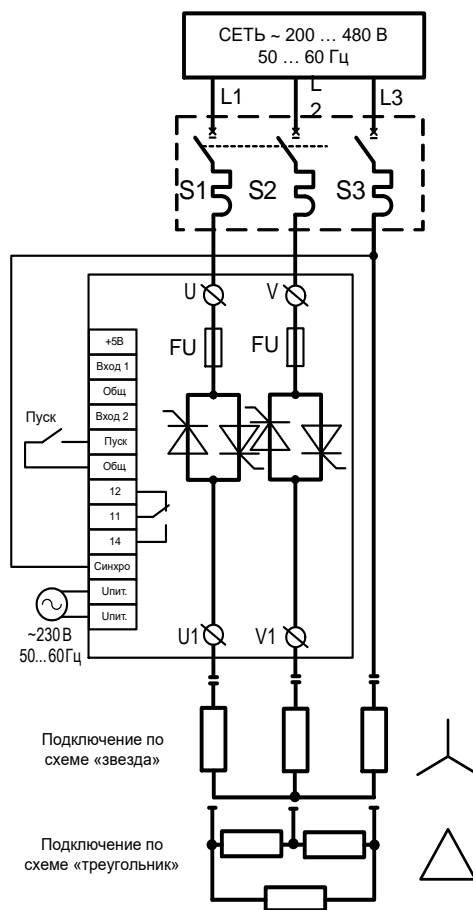 СЕТЬ ~ 200 ... 480 В
50 ... 60 Гц
L1
L
2
L3
S1
S2
S3
U
V
FU
FU
+5В
Вход 1
Общ
Вход 2
Пуск
Пуск
Общ
12
11
14
Синхро
Uпит.
Uпит.
~230 В
50...60 Гц
U1
V1
Подключение по
схеме «звезда»
Подключение по
схеме «треугольник»